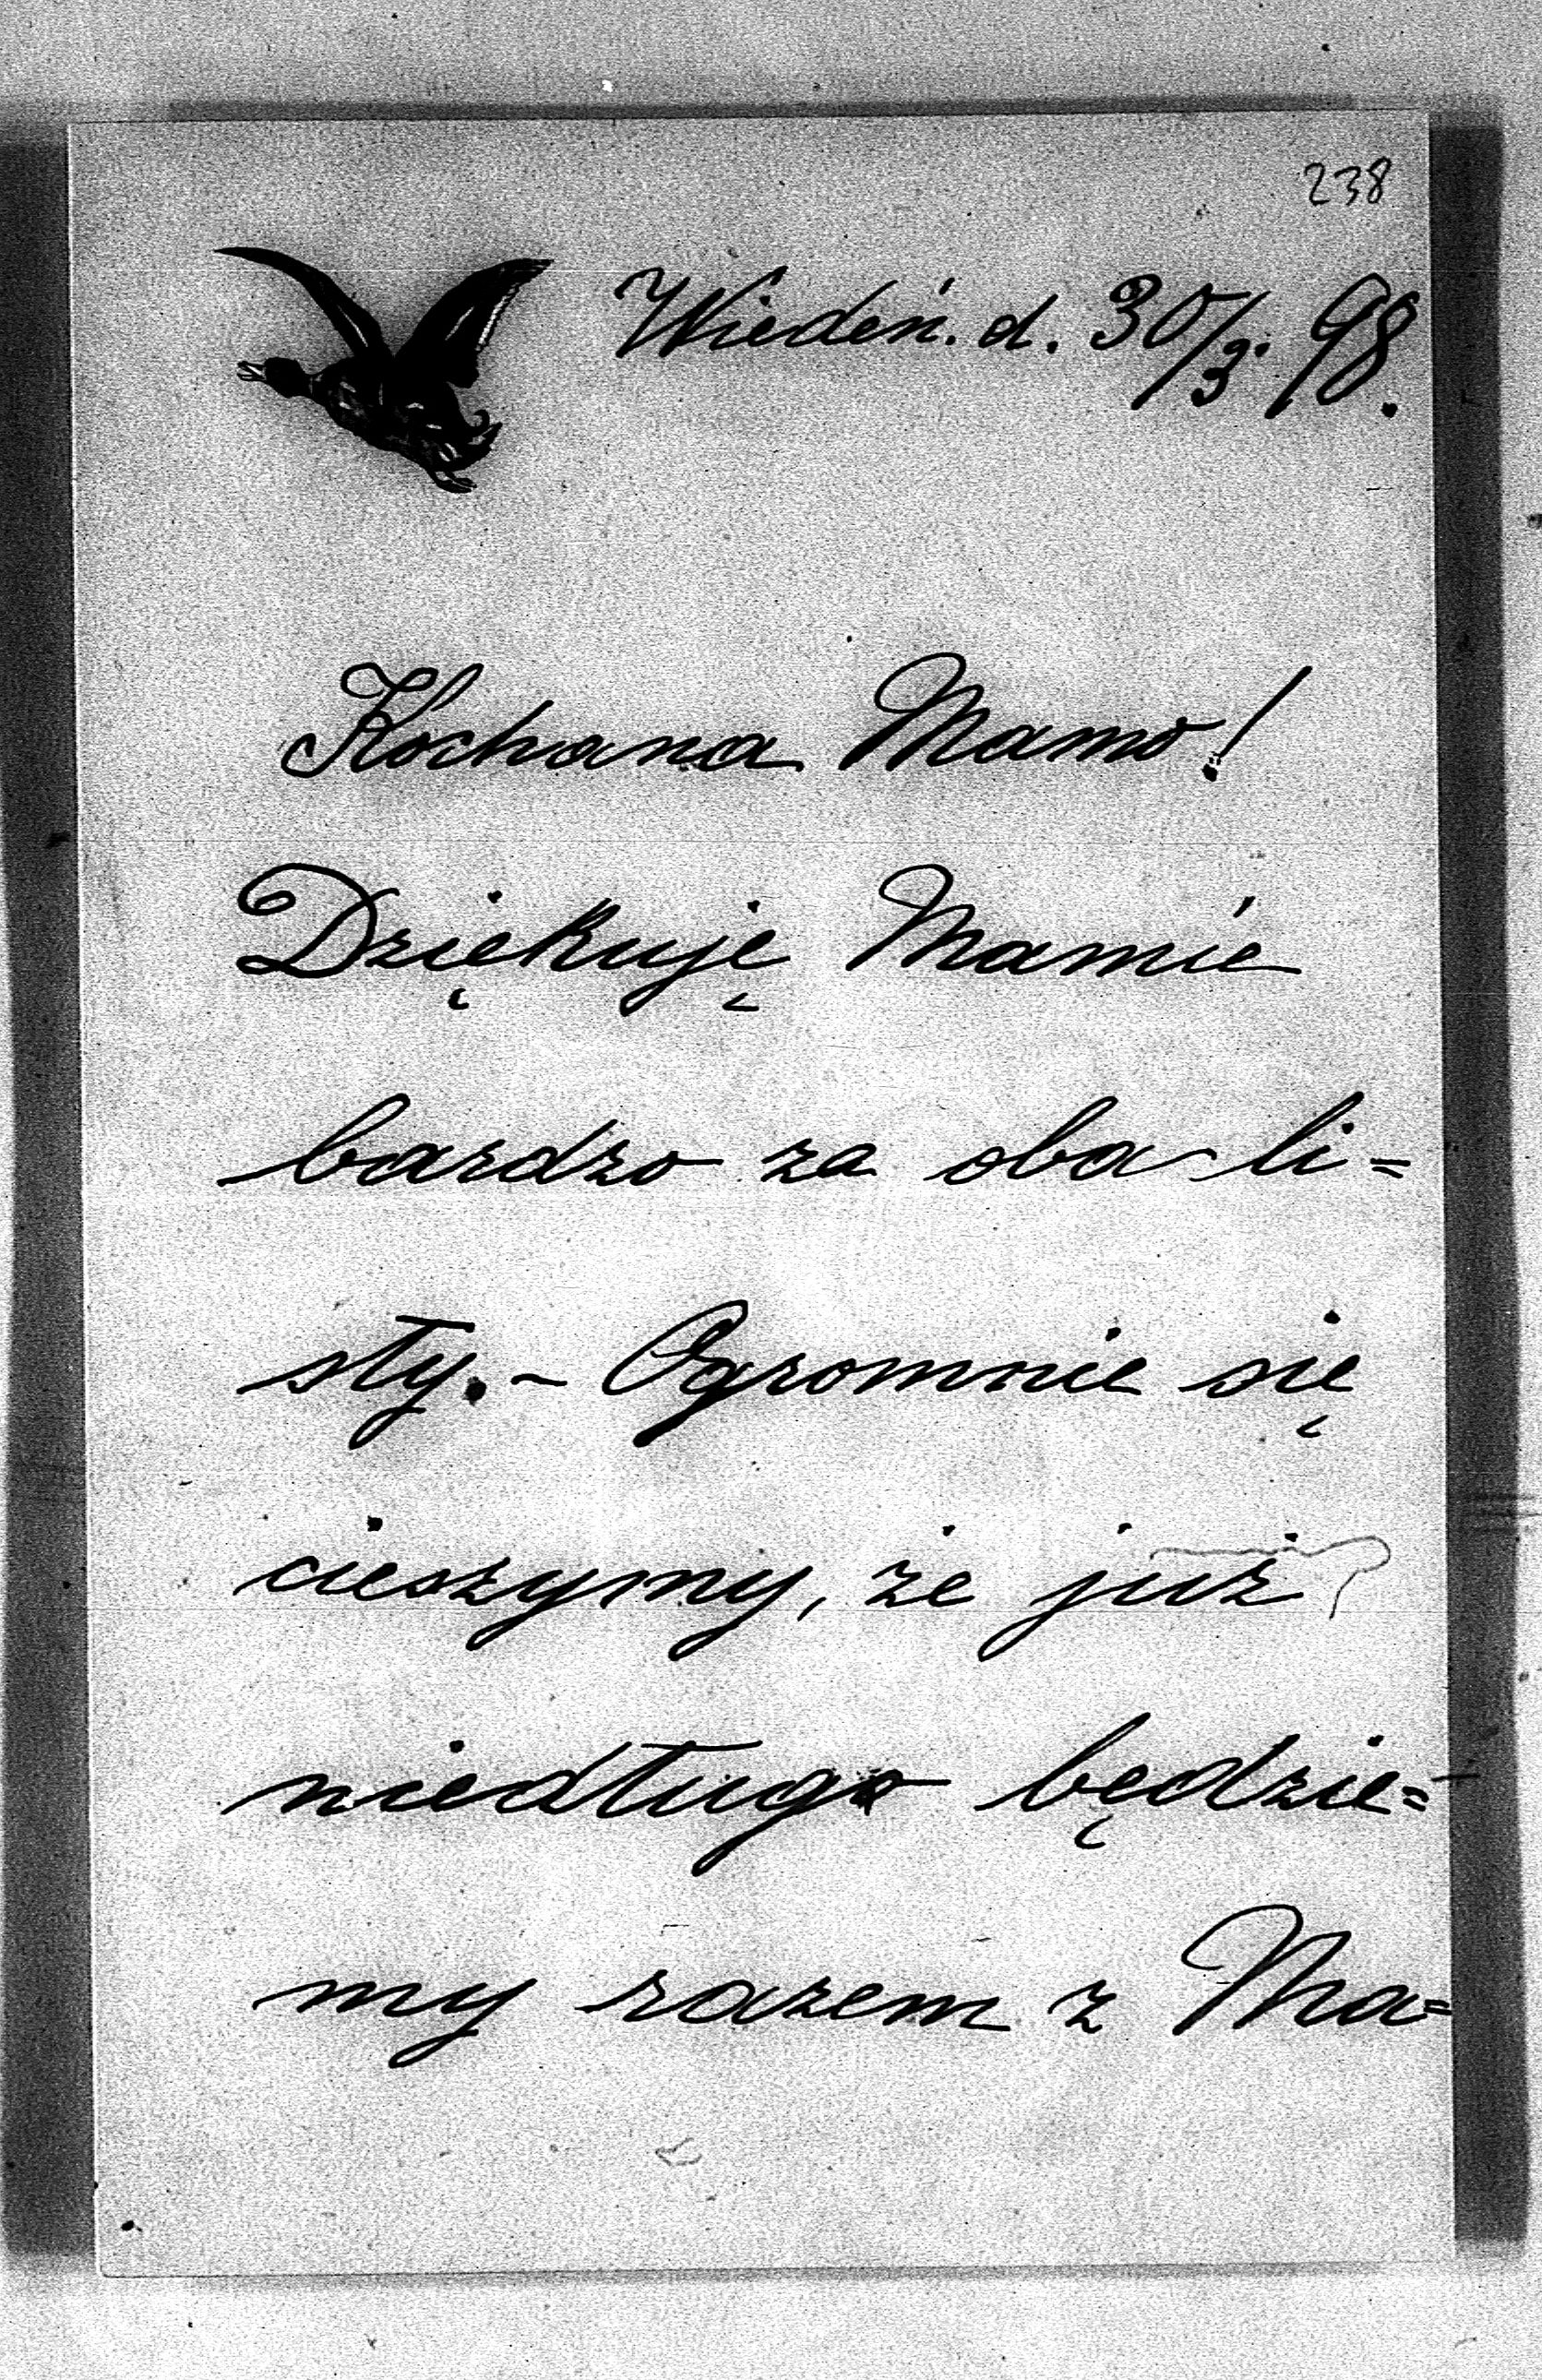 238
Wiedeń. d. 30/3. 98.
Kochana Mamo!
Dziękuję Mamie
bardzo za oba li=
sty. - Ogromnie się
cieszymy, że już
niedługo będzie=
my razem z Ma=